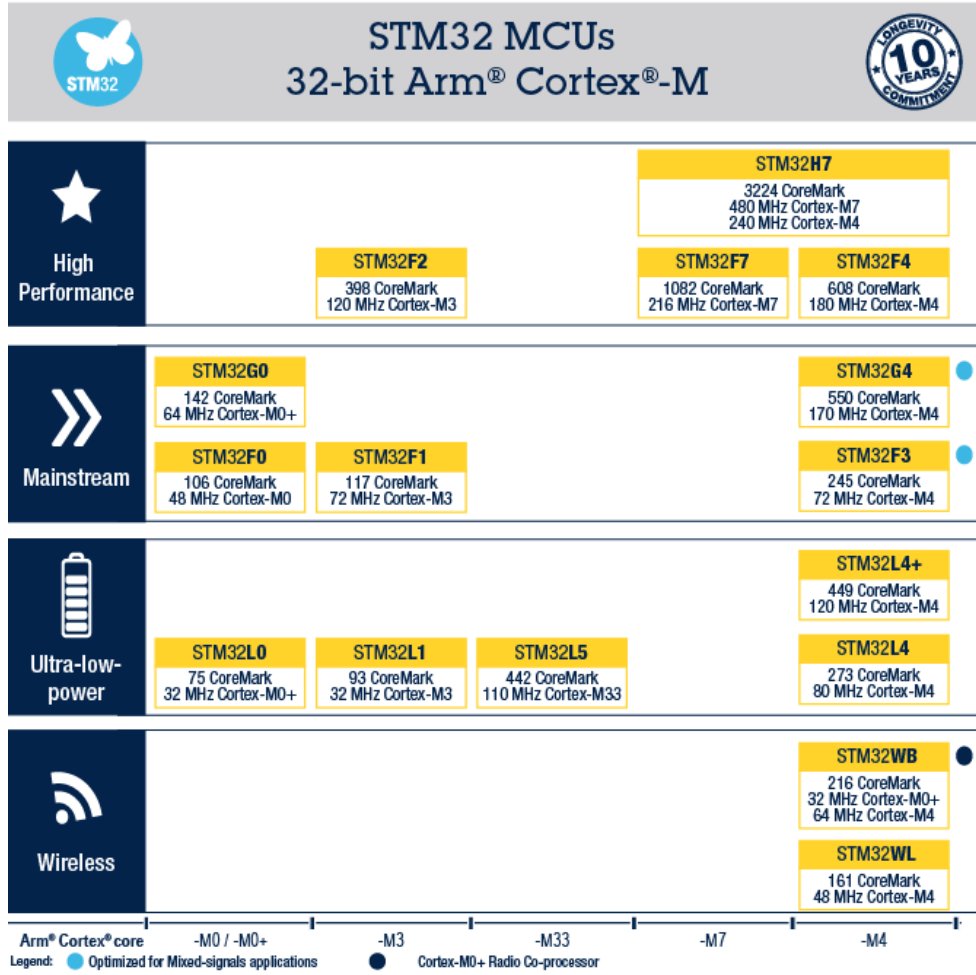 STM32
STM32 MCUs
32-bit Arm® Cortex®-M
LONGEVITY
10
YEARS
COMMITMENT
High
Performance
STM32H7
3224 CoreMark
480 MHz Cortex-M7
240 MHz Cortex-M4
STM32F2
398 CoreMark
120 MHz Cortex-M3
STM32F7
1082 CoreMark
216 MHz Cortex-M7
STM32F4
608 CoreMark
180 MHz Cortex-M4
Mainstream
STM32G0
142 CoreMark
64 MHz Cortex-M0+
STM32G4
550 CoreMark
170 MHz Cortex-M4
STM32F0
106 CoreMark
48 MHz Cortex-M0
STM32F1
117 CoreMark
72 MHz Cortex-M3
STM32F3
245 CoreMark
72 MHz Cortex-M4
Ultra-low-
power
STM32L4+
449 CoreMark
120 MHz Cortex-M4
STM32L0
75 CoreMark
32 MHz Cortex-M0+
STM32L1
93 CoreMark
32 MHz Cortex-M3
STM32L5
442 CoreMark
110 MHz Cortex-M33
STM32L4
273 CoreMark
80 MHz Cortex-M4
Wireless
STM32WB
216 CoreMark
32 MHz Cortex-M0+
64 MHz Cortex-M4
STM32WL
161 CoreMark
48 MHz Cortex-M4
Arm® Cortex® core -M0 / -M0+ -M3 -M33 -M7 -M4
Legend: Optimized for Mixed-signals applications Cortex-M0+ Radio Co-processor